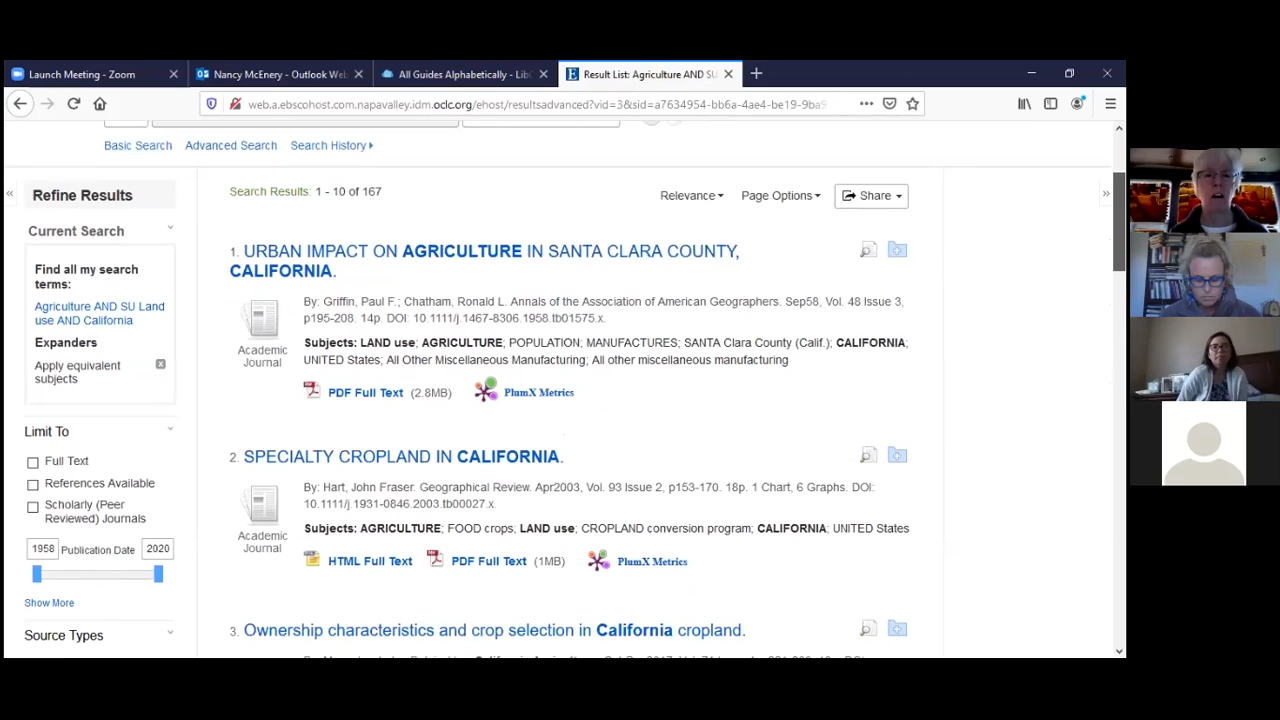 Launch Meeting - Zoom
Nancy McEnery - Outlook Web
All Guides Alphabetically - LibG
Result List: Agriculture AND SU
web.a.ebscohost.com.napavalley.idm.oclc.org/ehost/resultsadvanced?vid=3&sid=a7634954-bb6a-4ae4-be19-9ba9
Basic Search Advanced Search Search History
Refine Results
Current Search
Find all my search
terms:
Agriculture AND SU Land
use AND California
Expanders
Apply equivalent
subjects
Limit To
Full Text
References Available
Scholarly (Peer
Reviewed) Journals
1958 Publication Date 2020
Show More
Source Types
Search Results: 1 - 10 of 167
Relevance Page Options Share
1. URBAN IMPACT ON AGRICULTURE IN SANTA CLARA COUNTY,
CALIFORNIA.
Academic
Journal
By: Griffin, Paul F.; Chatham, Ronald L. Annals of the Association of American Geographers. Sep58, Vol. 48 Issue 3,
p195-208. 14p. DOI: 10.1111/j.1467-8306.1958.tb01575.x.
Subjects: LAND use; AGRICULTURE; POPULATION; MANUFACTURES; SANTA Clara County (Calif.); CALIFORNIA;
UNITED States; All Other Miscellaneous Manufacturing; All other miscellaneous manufacturing
PDF Full Text (2.8MB) PlumX Metrics
2. SPECIALTY CROPLAND IN CALIFORNIA.
Academic
Journal
By: Hart, John Fraser. Geographical Review. Apr2003, Vol. 93 Issue 2, p153-170. 18p. 1 Chart, 6 Graphs. DOI:
10.1111/j.1931-0846.2003.tb00027.x.
Subjects: AGRICULTURE; FOOD crops; LAND use; CROPLAND conversion program; CALIFORNIA; UNITED States
HTML Full Text PDF Full Text (1MB) PlumX Metrics
3. Ownership characteristics and crop selection in California cropland.